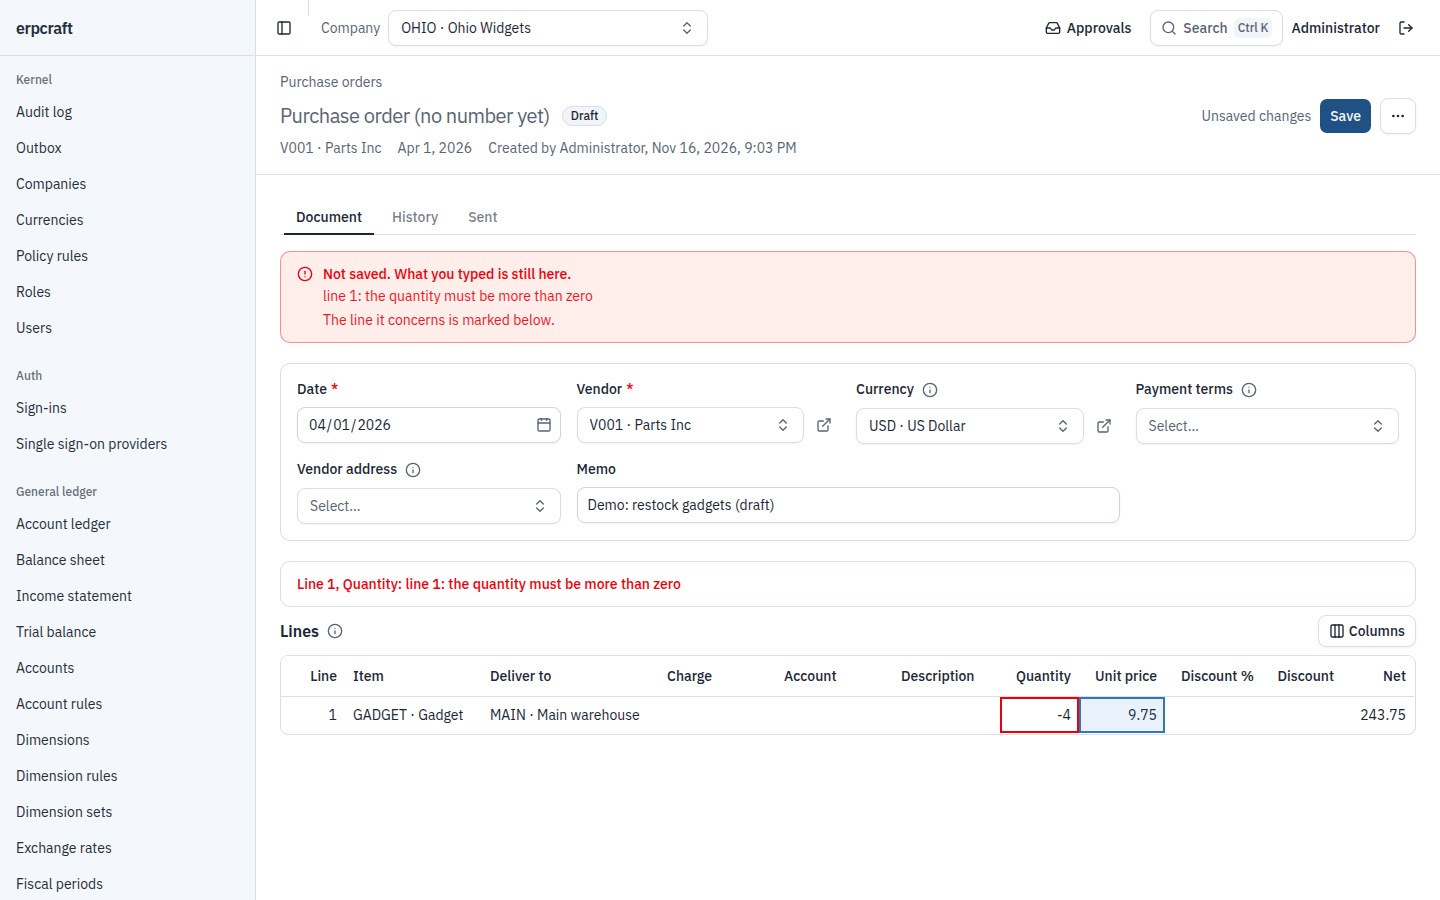 erpcraft
Company
OHIO · Ohio Widgets
Approvals
Search
Ctrl K
Administrator
Kernel
Audit log
Outbox
Companies
Currencies
Policy rules
Roles
Users
Auth
Sign-ins
Single sign-on providers
General ledger
Account ledger
Balance sheet
Income statement
Trial balance
Accounts
Account rules
Dimensions
Dimension rules
Dimension sets
Exchange rates
Fiscal periods
Purchase orders
Purchase order (no number yet)
Draft
Unsaved changes
Save
V001 · Parts Inc
Apr 1, 2026
Created by Administrator, Nov 16, 2026, 9:03 PM
Document
History
Sent
Not saved. What you typed is still here.
line 1: the quantity must be more than zero
The line it concerns is marked below.
Date *
Vendor *
Currency
Payment terms
04/01/2026
V001 · Parts Inc
USD · US Dollar
Select...
Vendor address
Memo
Select...
Demo: restock gadgets (draft)
Line 1, Quantity: line 1: the quantity must be more than zero
Lines
Columns
Line Item Deliver to Charge Account Description Quantity Unit price Discount % Discount Net
1 GADGET · Gadget MAIN · Main warehouse -4 9.75 243.75